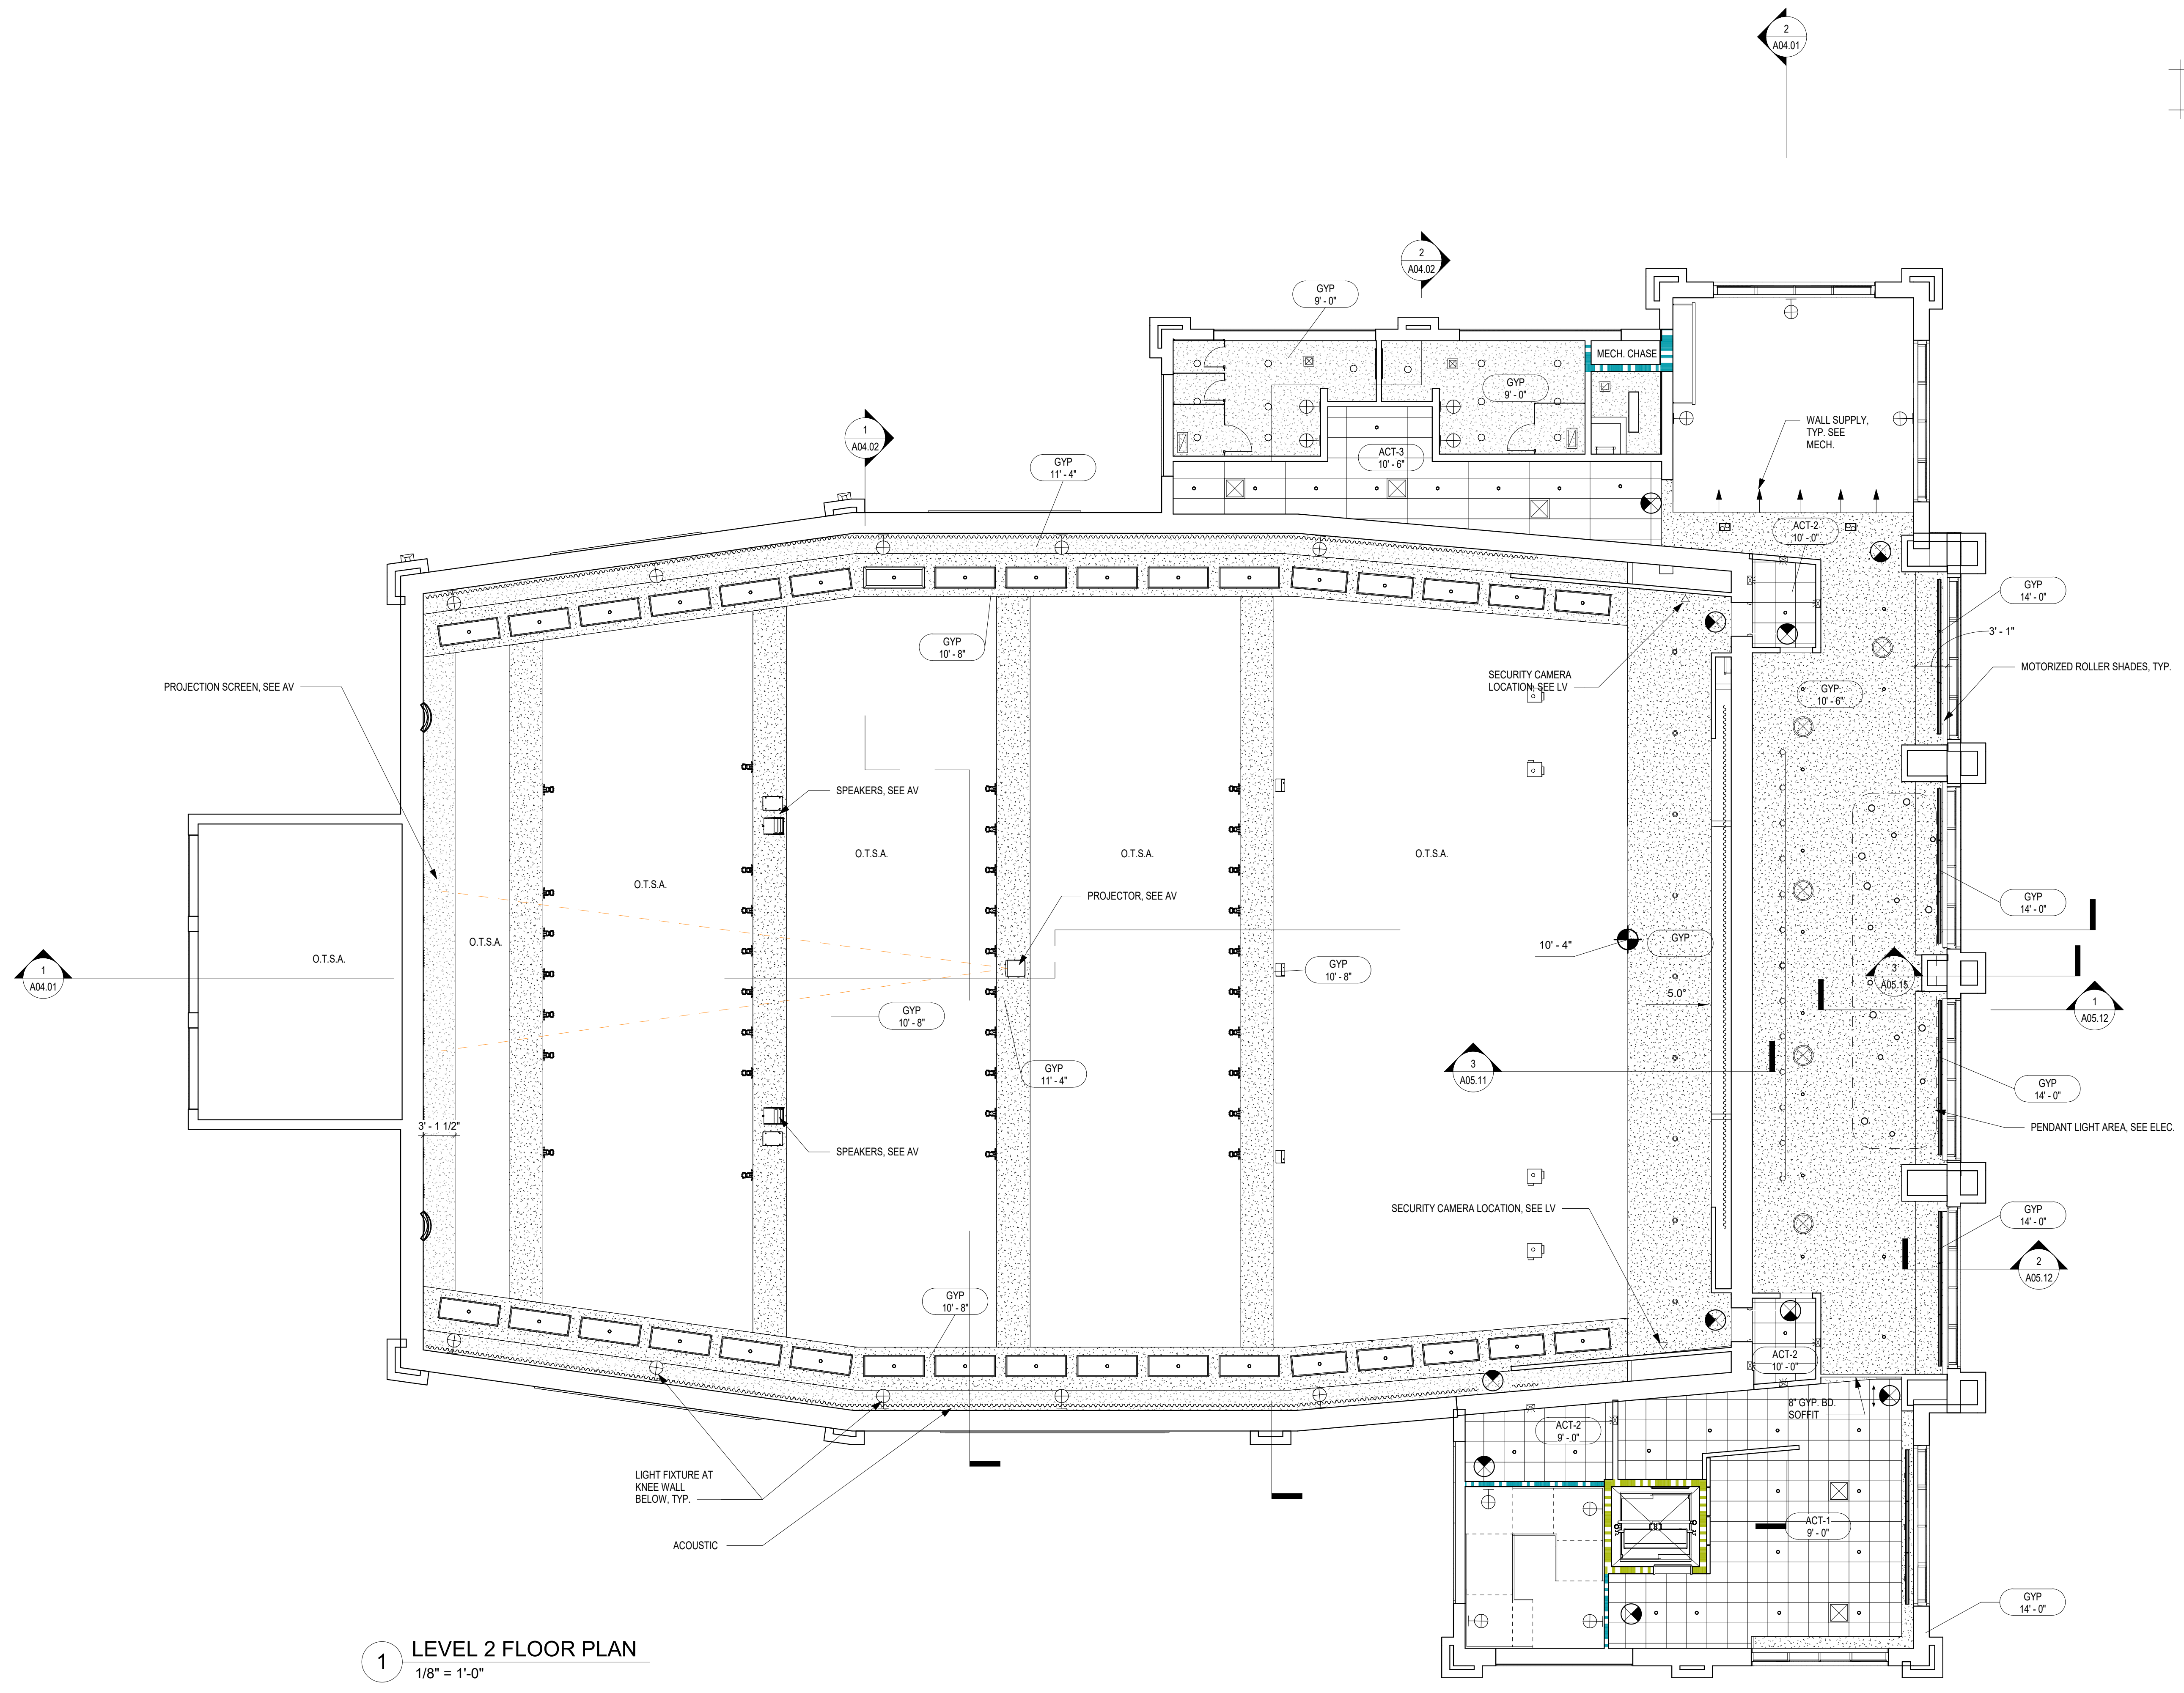 2
A04.01
2
A04.02
GYP
9' - 0"
MECH. CHASE
GYP
9' - 0"
1
A04.02
WALL SUPPLY,
TYP. SEE
MECH.
GYP
11' - 4"
ACT-3
10' - 6"
ACT-2
10' - 0"
GYP
14' - 0"
3' - 1"
GYP
10' - 8"
MOTORIZED ROLLER SHADES, TYP.
SECURITY CAMERA
LOCATION, SEE LV
PROJECTION SCREEN, SEE AV
GYP
10' - 6"
SPEAKERS, SEE AV
O.T.S.A.
O.T.S.A.
O.T.S.A.
O.T.S.A.
PROJECTOR, SEE AV
GYP
14' - 0"
O.T.S.A.
10' - 4"
GYP
O.T.S.A.
1
A04.01
GYP
10' - 8"
3
A05.15
5.0°
1
A05.12
GYP
10' - 8"
GYP
11' - 4"
3
A05.11
GYP
14' - 0"
3' - 1 1/2"
PENDANT LIGHT AREA, SEE ELEC.
SPEAKERS, SEE AV
SECURITY CAMERA LOCATION, SEE LV
GYP
14' - 0"
2
A05.12
GYP
10' - 8"
ACT-2
10' - 0"
8" GYP. BD.
SOFFIT
ACT-2
9' - 0"
LIGHT FIXTURE AT
KNEE WALL
BELOW, TYP.
ACT-1
9' - 0"
ACOUSTIC
GYP
14' - 0"
1
LEVEL 2 FLOOR PLAN
1/8" = 1'-0"